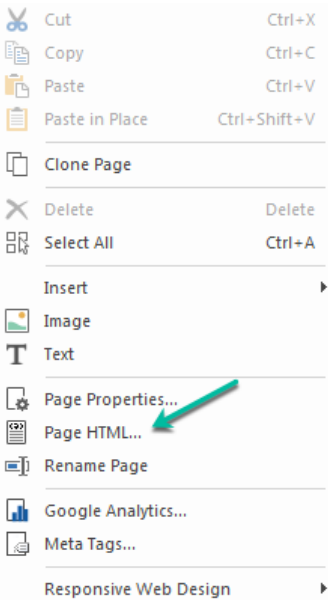 Cut Ctrl+X
Copy Ctrl+C
Paste Ctrl+V
Paste in Place Ctrl+Shift+V
Clone Page
Delete Delete
Select All Ctrl+A
Insert
Image
T Text
Page Properties...
Page HTML...
Rename Page
Google Analytics...
Meta Tags...
Responsive Web Design